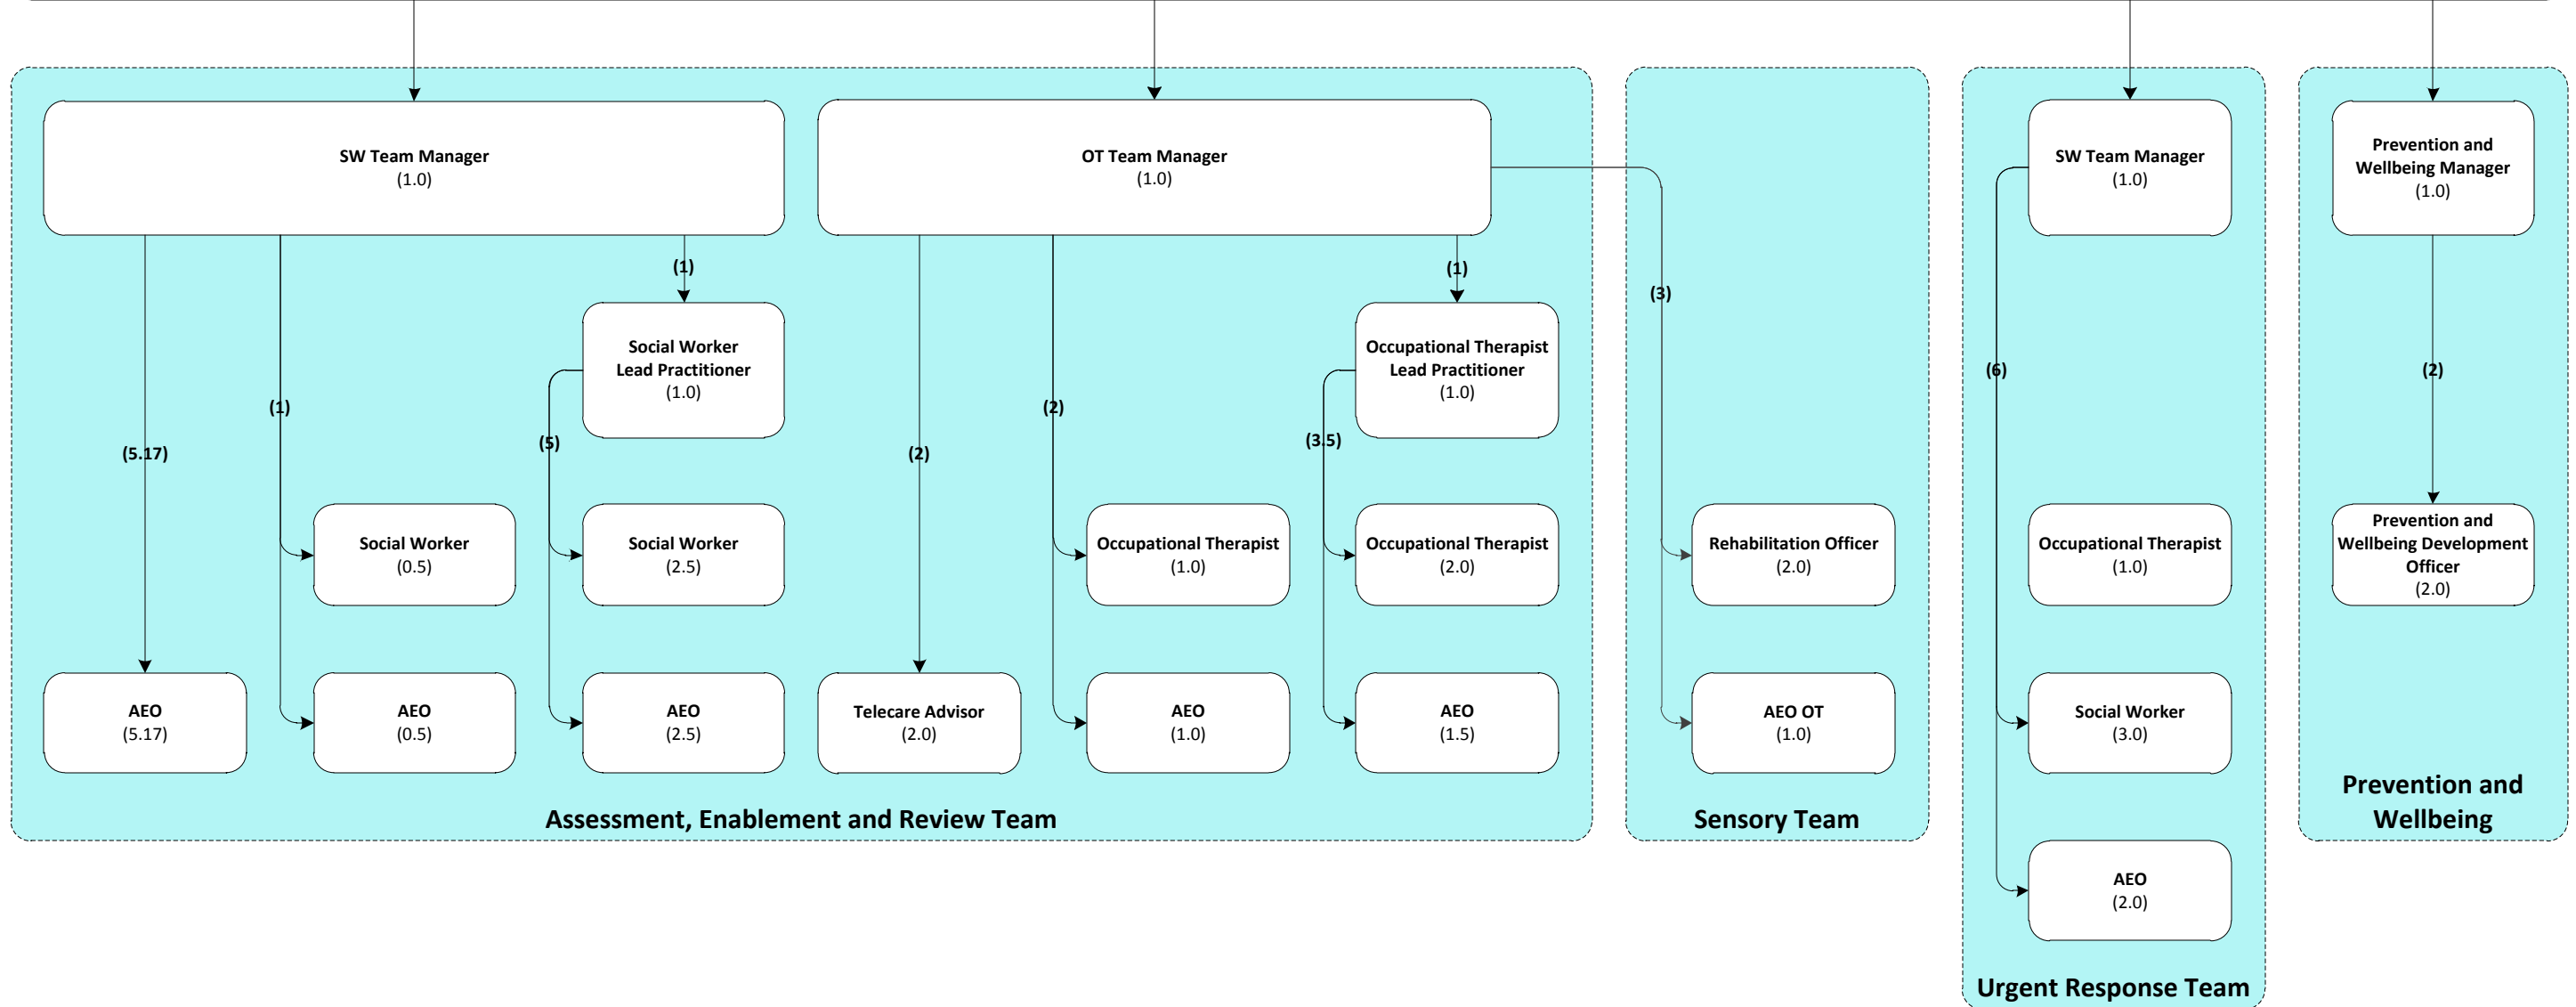 SW Team Manager
(1.0)
OT Team Manager
(1.0)
SW Team Manager
(1.0)
Prevention and
Wellbeing Manager
(1.0)
(1)
(1)
(3)
Social Worker
Lead Practitioner
(1.0)
Occupational Therapist
Lead Practitioner
(1.0)
(6)
(2)
(1)
(2)
(5)
(3.5)
(5.17)
(2)
Social Worker
(0.5)
Social Worker
(2.5)
Occupational Therapist
(1.0)
Occupational Therapist
(2.0)
Rehabilitation Officer
(2.0)
Occupational Therapist
(1.0)
Prevention and
Wellbeing Development
Officer
(2.0)
AEO
(5.17)
AEO
(0.5)
AEO
(2.5)
Telecare Advisor
(2.0)
AEO
(1.0)
AEO
(1.5)
AEO OT
(1.0)
Social Worker
(3.0)
Assessment, Enablement and Review Team
Sensory Team
Prevention and
Wellbeing
AEO
(2.0)
Urgent Response Team